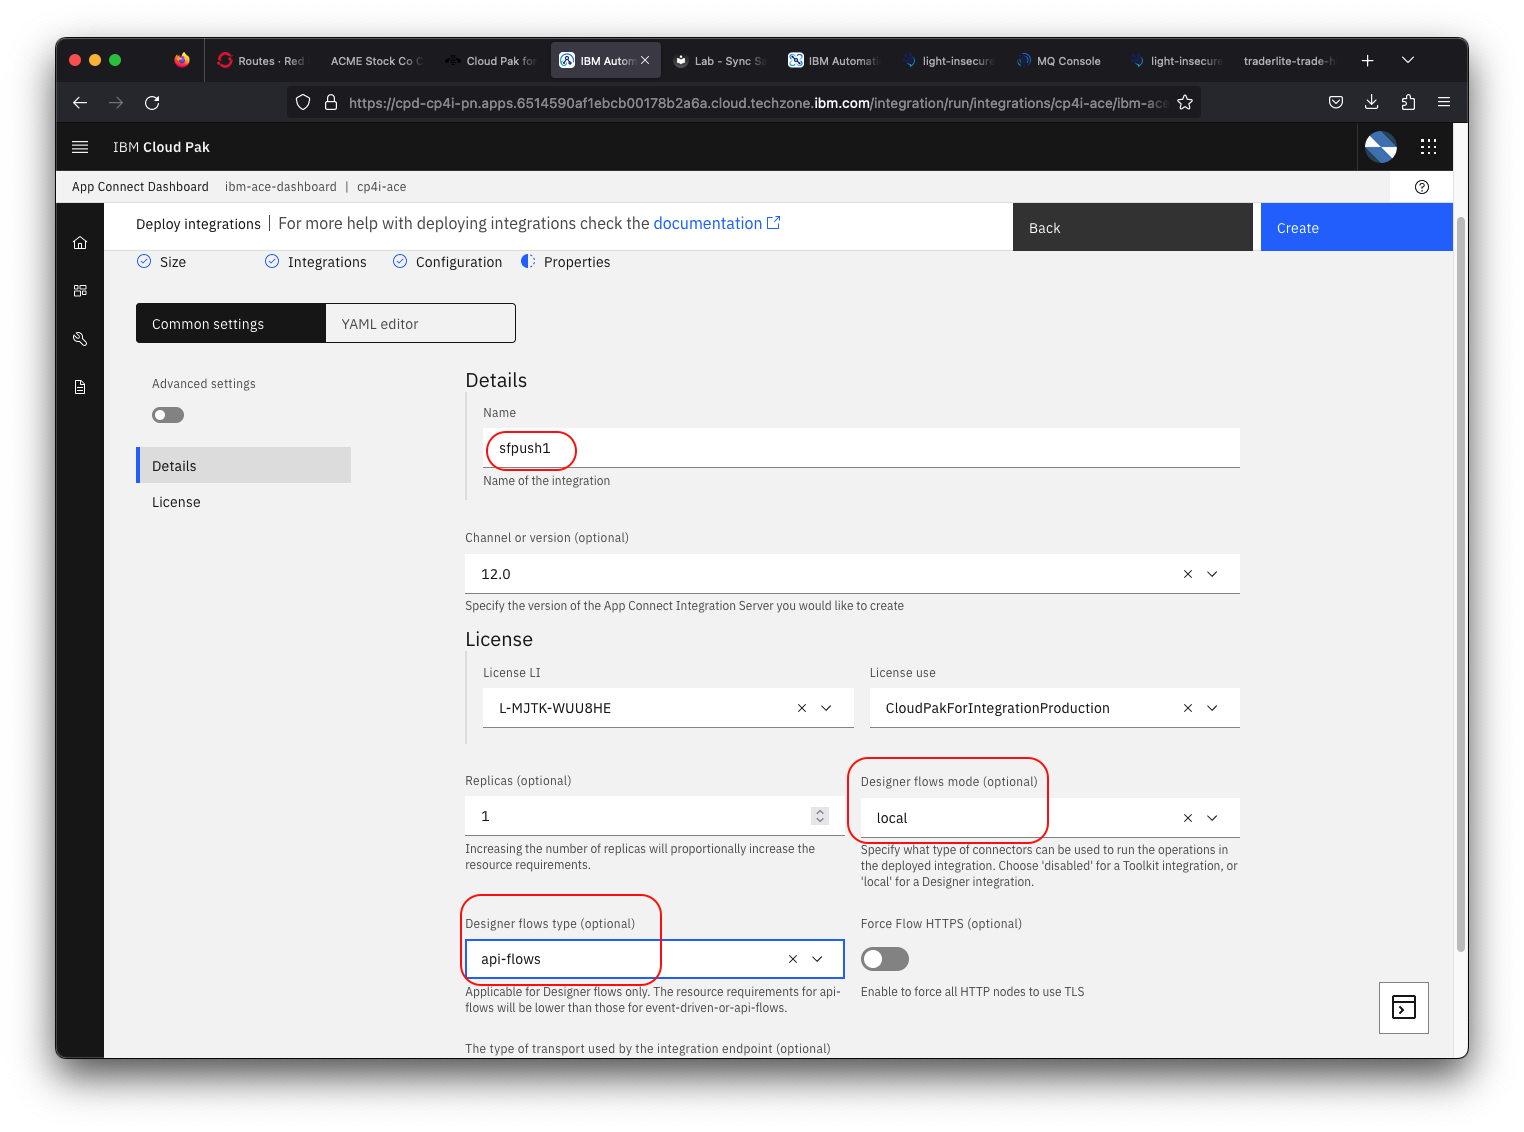 Routes · Red
ACME Stock Co
Cloud Pak for
IBM Autom
Lab - Sync Sa
IBM Automati
light-insecure
MQ Console
light-insecure
traderlite-trade-h
https://cpd-cp4i-pn.apps.6514590af1ebcb00178b2a6a.cloud.techzone.ibm.com/integration/run/integrations/cp4i-ace/ibm-ace
IBM Cloud Pak
App Connect Dashboard ibm-ace-dashboard | cp4i-ace
Deploy integrations | For more help with deploying integrations check the documentation
Back
Create
Size
Integrations
Configuration
Properties
Common settings
YAML editor
Advanced settings
Details
License
Details
Name
sfpush1
Name of the integration
Channel or version (optional)
12.0
Specify the version of the App Connect Integration Server you would like to create
License
License LI
L-MJTK-WUU8HE
License use
CloudPakForIntegrationProduction
Replicas (optional)
1
Increasing the number of replicas will proportionally increase the
resource requirements.
Designer flows mode (optional)
local
Specify what type of connectors can be used to run the operations in
the deployed integration. Choose 'disabled' for a Toolkit integration, or
'local' for a Designer integration.
Designer flows type (optional)
api-flows
Applicable for Designer flows only. The resource requirements for api-
flows will be lower than those for event-driven-or-api-flows.
Force Flow HTTPS (optional)
Enable to force all HTTP nodes to use TLS
The type of transport used by the integration endpoint (optional)